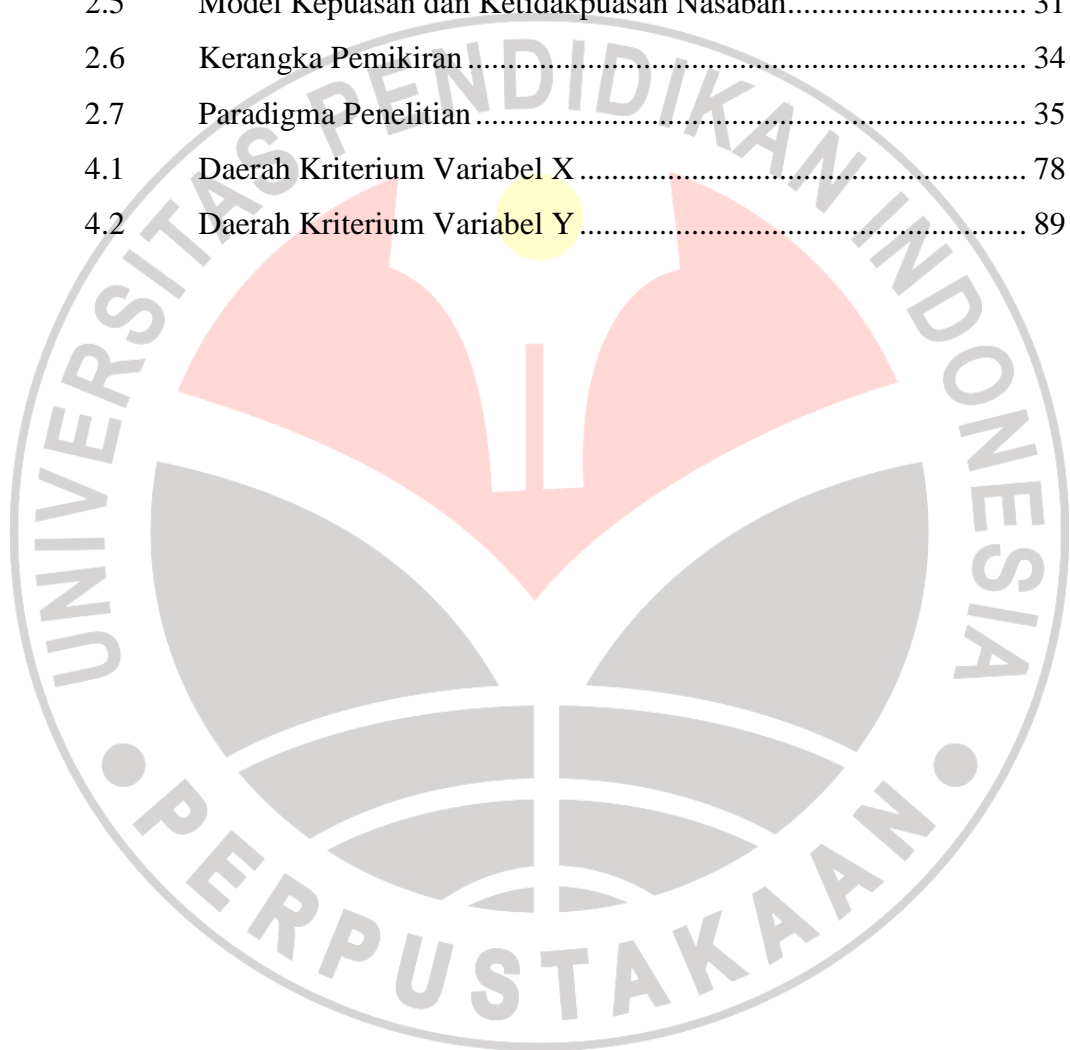 2.5 Model Kepuasan dan Ketidakpuasan Nasabah............................... 31
2.6 Kerangka Pemikiran ...................................................................... 34
2.7 Paradigma Penelitian ..................................................................... 35
4.1 Daerah Kriterium Variabel X ........................................................ 78
4.2 Daerah Kriterium Variabel Y ........................................................ 89
UNIVERSITAS PENDIDIKAN INDONESIA
PERPUSTAKAAN